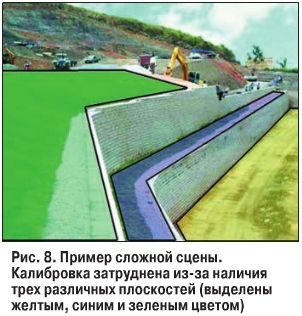 Рис. 8. Пример сложной сцены.
Калибровка затруднена из-за наличия
трех различных плоскостей (выделены
желтым, синим и зеленым цветом)